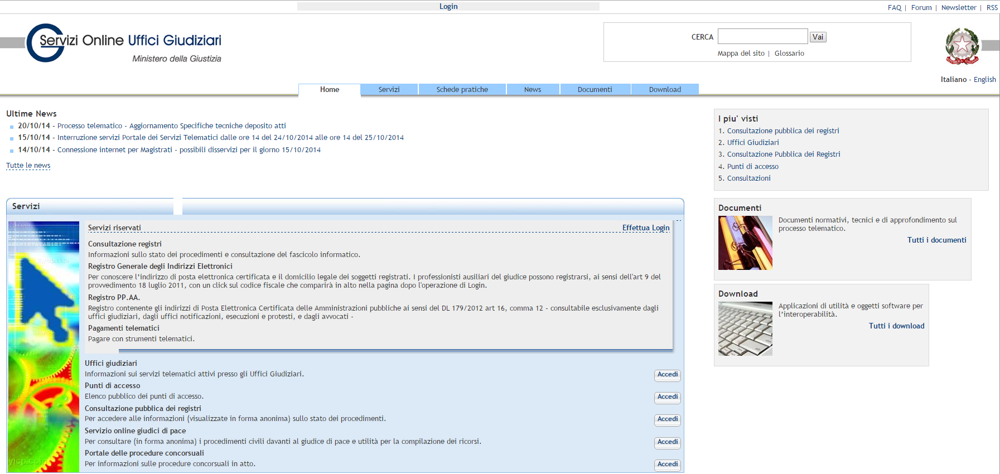 Login
FAQ | Forum | Newsletter | RSS
Servizi Online Uffici Giudiziari
Ministero della Giustizia
CERCA Vai
Mappa del sito | Glossario
Italiano - English
Home Servizi Schede pratiche News Documenti Download
Ultime News
20/10/14 - Processo telematico - Aggiornamento Specifiche tecniche deposito atti
15/10/14 - Interruzione servizi Portale dei Servizi Telematici dalle ore 14 del 24/10/2014 alle ore 14 del 25/10/2014
14/10/14 - Connessione internet per Magistrati - possibili disservizi per il giorno 15/10/2014
Tutte le news
I piu' visti
1. Consultazione pubblica dei registri
2. Uffici Giudiziari
3. Consultazione Pubblica dei Registri
4. Punti di accesso
5. Consultazioni
Servizi
Servizi riservati Effettua Login
Consultazione registri
Informazioni sullo stato dei procedimenti e consultazione del fascicolo informatico.
Registro Generale degli Indirizzi Elettronici
Per conoscere l’indirizzo di posta elettronica certificata e il domicilio legale dei soggetti registrati. I professionisti ausiliari del giudice possono registrarsi, ai sensi dell'art 9 del
provvedimento 18 luglio 2011, con un click sul codice fiscale che comparirà in alto nella pagina dopo l'operazione di Login.
Registro PP.AA.
Registro contenente gli indirizzi di Posta Elettronica Certificata delle Amministrazioni pubbliche ai sensi del DL 179/2012 art 16, comma 12 - consultabile esclusivamente dagli
uffici giudiziari, dagli uffici notificazioni, esecuzioni e protesti, e dagli avvocati -
Pagamenti telematici
Pagare con strumenti telematici.
Uffici giudiziari
Informazioni sui servizi telematici attivi presso gli Uffici Giudiziari.
Accedi
Punti di accesso
Elenco pubblico dei punti di accesso.
Accedi
Consultazione pubblica dei registri
Per accedere alle informazioni (visualizzate in forma anonima) sullo stato dei procedimenti.
Accedi
Servizio online giudici di pace
Per consultare (in forma anonima) i procedimenti civili davanti al giudice di pace e utilità per la compilazione dei ricorsi.
Accedi
Portale delle procedure concorsuali
Per informazioni sulle procedure concorsuali in atto.
Accedi
Documenti
Documenti normativi, tecnici e di approfondimento sul
processo telematico.
Tutti i documenti
Download
Applicazioni di utilità e oggetti software per
l’interoperabilità.
Tutti i download